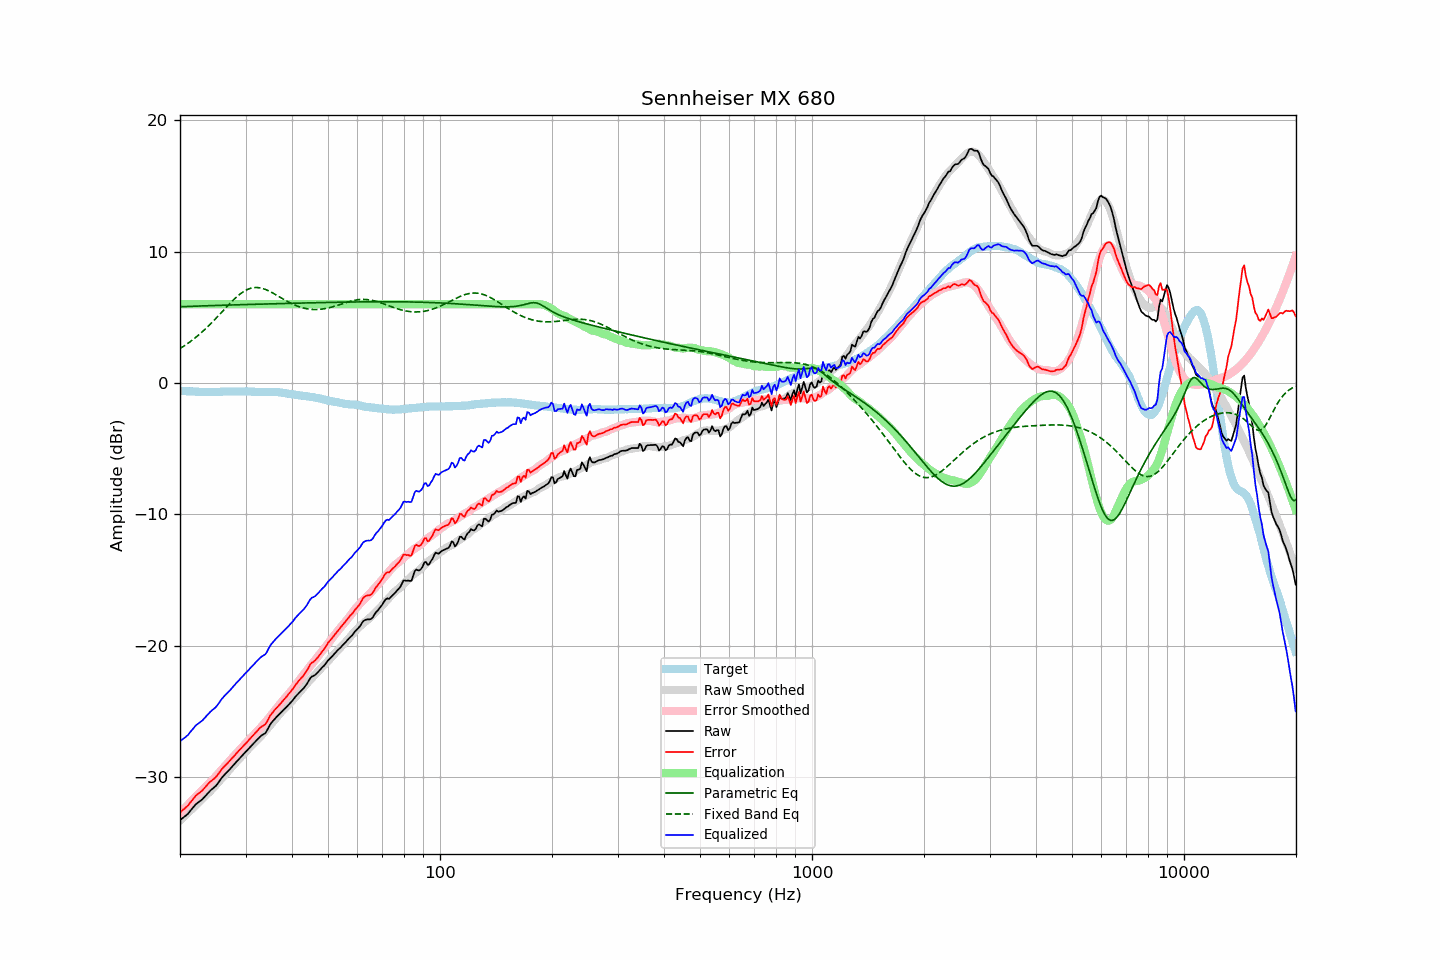 Sennheiser MX 680
20
10
0
−10
−20
−30
Amplitude (dBr)
100
1000
10000
Frequency (Hz)
Target
Raw Smoothed
Error Smoothed
Raw
Error
Equalization
Parametric Eq
Fixed Band Eq
Equalized